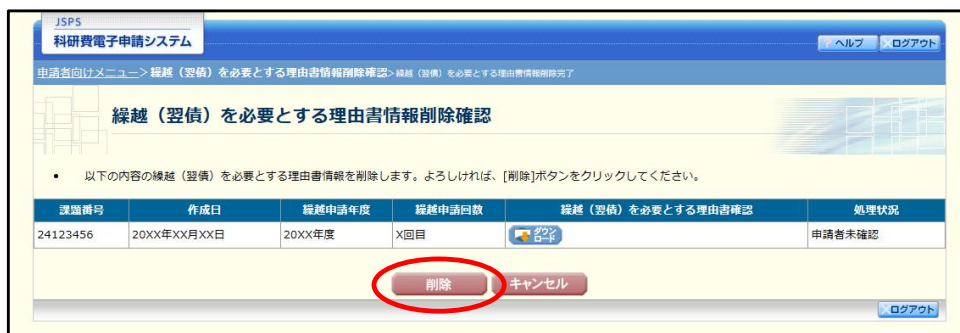 JSPS
科研費電子申請システム
ヘルプ ログアウト
申請者向けメニュー>繰越（翌債）を必要とする理由書情報削除確認>繰越（翌債）を必要とする理由書情報削除完了
繰越（翌債）を必要とする理由書情報削除確認
• 以下の内容の繰越（翌債）を必要とする理由書情報を削除します。よろしければ、[削除]ボタンをクリックしてください。
課題番号 作成日 繰越申請年度 繰越申請回数 繰越（翌債）を必要とする理由書確認 処理状況
24123456 20XX年XX月XX日 20XX年度 X回目 ダウンロード 申請者未確認
削除 キャンセル
ログアウト